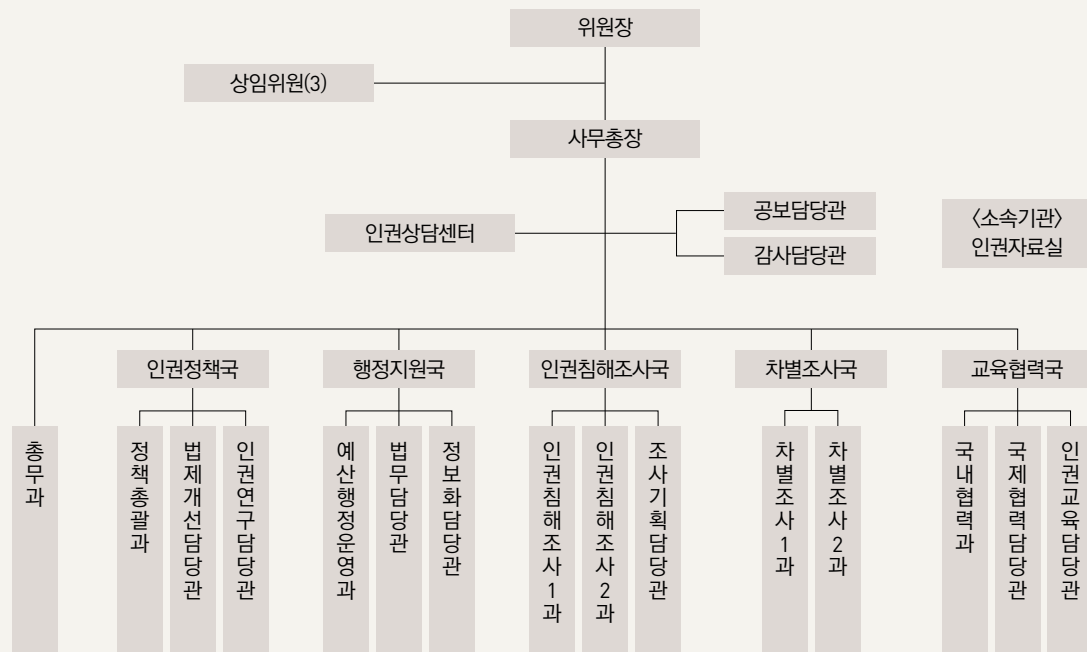 위원장
상임위원(3)
사무총장
인권상담센터
공보담당관
감사담당관
〈소속기관〉
인권자료실
인권정책국
행정지원국
인권침해조사국
차별조사국
교육협력국
총무과
정책총괄과
법제개선담당관
인권연구담당관
예산행정운영과
법무담당관
정보화담당관
인권침해조사1과
인권침해조사2과
조사기획담당관
차별조사1과
차별조사2과
국내협력과
국제협력담당관
인권교육담당관